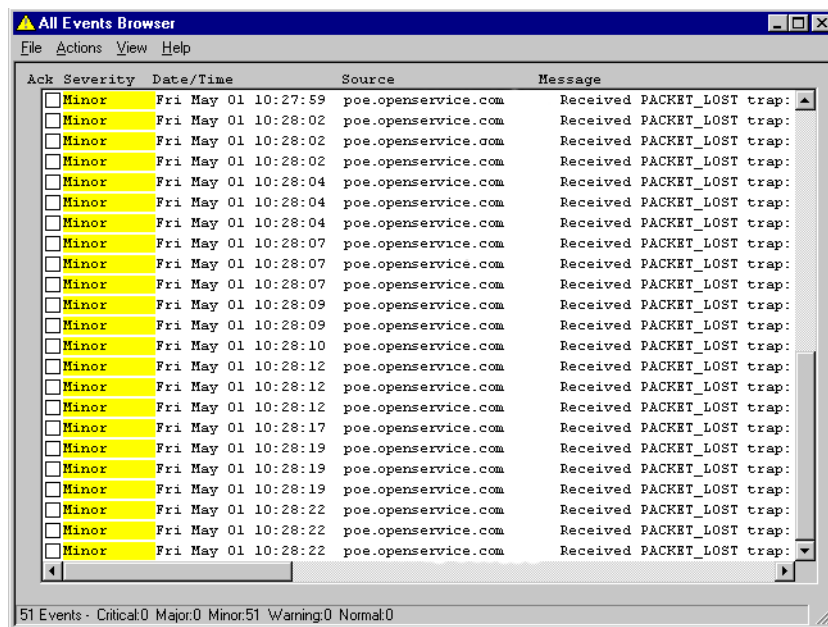 All Events Browser
File Actions View Help
Ack Severity Date/Time Source Message
Minor Fri May 01 10:27:59 poe.openservice.com Received PACKET_LOST trap:
Minor Fri May 01 10:28:02 poe.openservice.com Received PACKET_LOST trap:
Minor Fri May 01 10:28:02 poe.openservice.com Received PACKET_LOST trap:
Minor Fri May 01 10:28:02 poe.openservice.com Received PACKET_LOST trap:
Minor Fri May 01 10:28:04 poe.openservice.com Received PACKET_LOST trap:
Minor Fri May 01 10:28:04 poe.openservice.com Received PACKET_LOST trap:
Minor Fri May 01 10:28:04 poe.openservice.com Received PACKET_LOST trap:
Minor Fri May 01 10:28:07 poe.openservice.com Received PACKET_LOST trap:
Minor Fri May 01 10:28:07 poe.openservice.com Received PACKET_LOST trap:
Minor Fri May 01 10:28:07 poe.openservice.com Received PACKET_LOST trap:
Minor Fri May 01 10:28:09 poe.openservice.com Received PACKET_LOST trap:
Minor Fri May 01 10:28:09 poe.openservice.com Received PACKET_LOST trap:
Minor Fri May 01 10:28:10 poe.openservice.com Received PACKET_LOST trap:
Minor Fri May 01 10:28:12 poe.openservice.com Received PACKET_LOST trap:
Minor Fri May 01 10:28:12 poe.openservice.com Received PACKET_LOST trap:
Minor Fri May 01 10:28:12 poe.openservice.com Received PACKET_LOST trap:
Minor Fri May 01 10:28:17 poe.openservice.com Received PACKET_LOST trap:
Minor Fri May 01 10:28:19 poe.openservice.com Received PACKET_LOST trap:
Minor Fri May 01 10:28:19 poe.openservice.com Received PACKET_LOST trap:
Minor Fri May 01 10:28:19 poe.openservice.com Received PACKET_LOST trap:
Minor Fri May 01 10:28:22 poe.openservice.com Received PACKET_LOST trap:
Minor Fri May 01 10:28:22 poe.openservice.com Received PACKET_LOST trap:
Minor Fri May 01 10:28:22 poe.openservice.com Received PACKET_LOST trap:
51 Events - Critical:0 Major:0 Minor:51 Warning:0 Normal:0